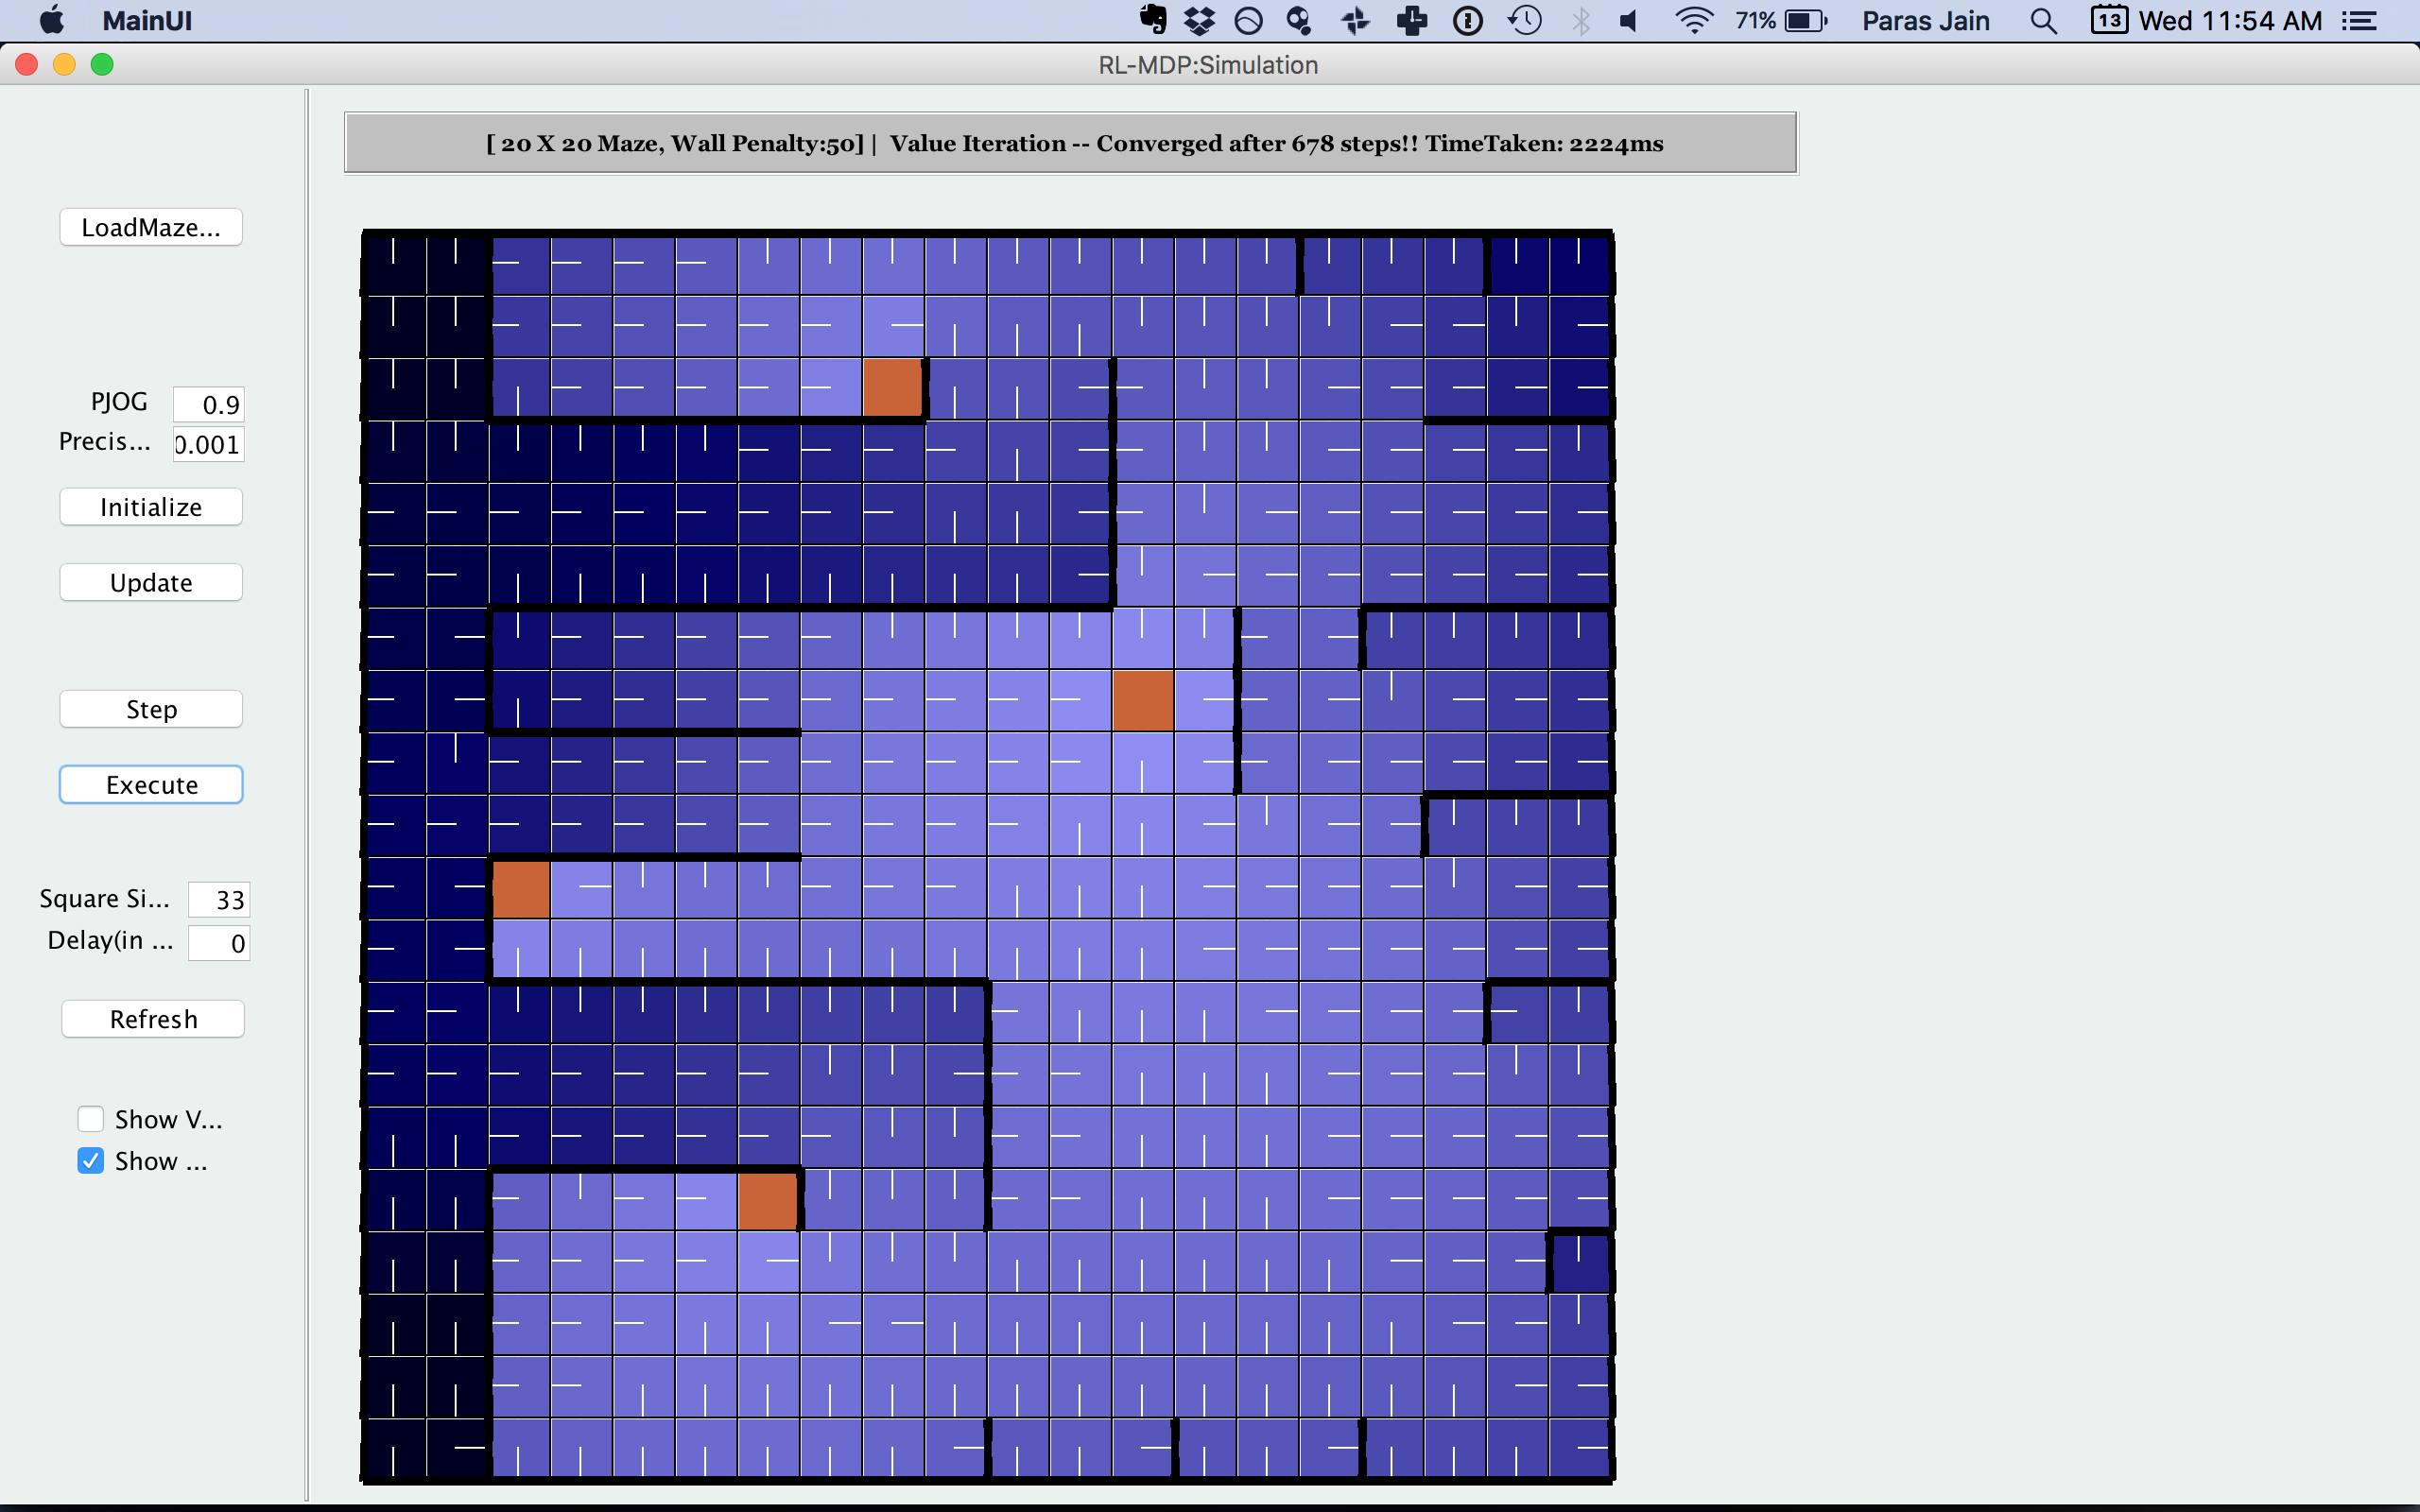 MainUI
71%
Paras Jain
13
Wed 11:54 AM
RL-MDP:Simulation
[ 20 X 20 Maze, Wall Penalty:50] | Value Iteration -- Converged after 678 steps!! TimeTaken: 2224ms
LoadMaze...
PJOG 0.9
Precis... 0.001
Initialize
Update
Step
Execute
Square Si... 33
Delay(in ... 0
Refresh
Show V...
Show ...